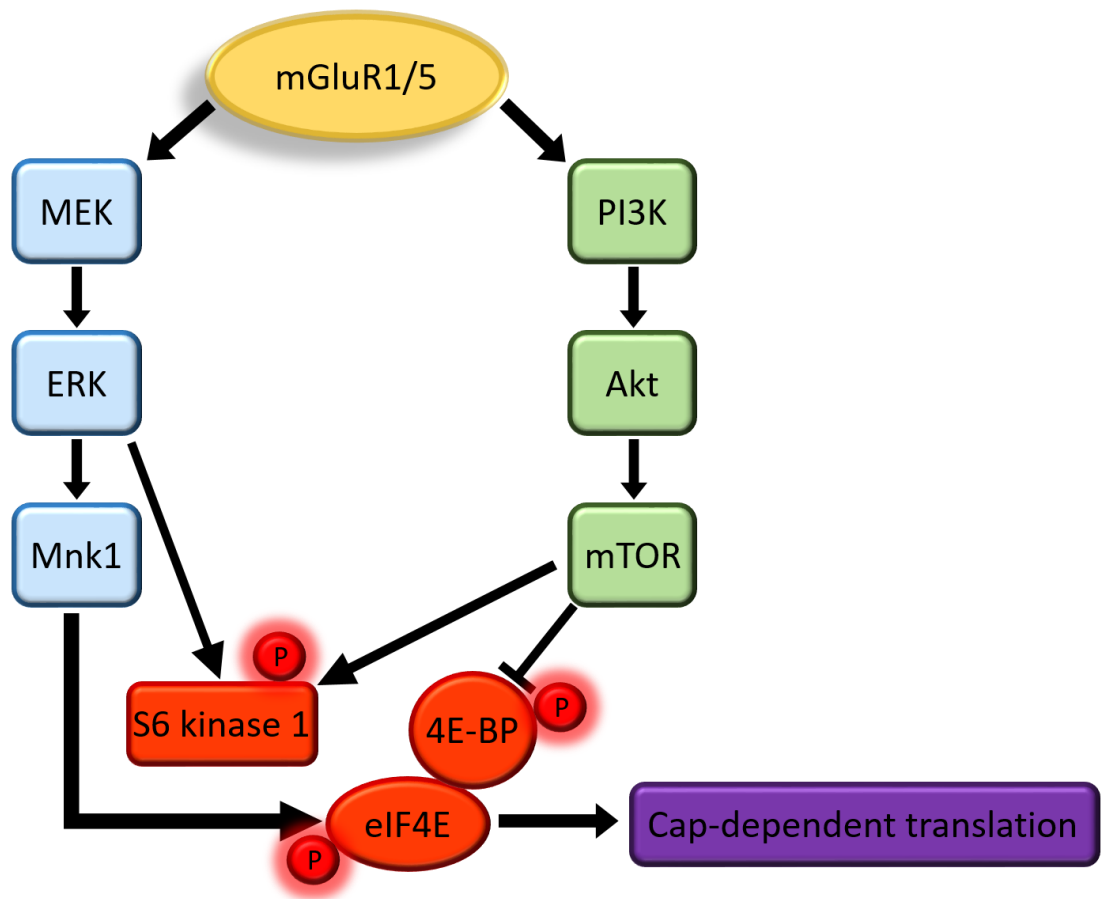 mGluR1/5
MEK
PI3K
ERK
Akt
Mnk1
mTOR
P
S6 kinase 1
4E-BP
P
eIF4E
Cap-dependent translation
P